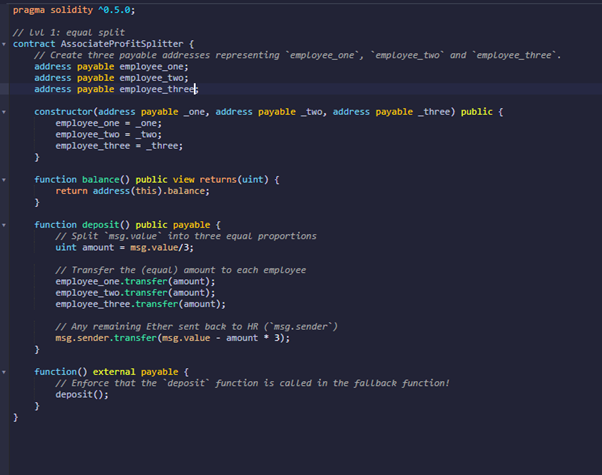 pragma solidity ^0.5.0;
// lvl 1: equal split
contract AssociateProfitSplitter {
// Create three payable addresses representing `employee_one`, `employee_two` and `employee_three`.
address payable employee_one;
address payable employee_two;
address payable employee_three;
constructor(address payable _one, address payable _two, address payable _three) public {
employee_one = _one;
employee_two = _two;
employee_three = _three;
}
function balance() public view returns(uint) {
return address(this).balance;
}
function deposit() public payable {
// Split `msg.value` into three equal proportions
uint amount = msg.value/3;
// Transfer the (equal) amount to each employee
employee_one.transfer(amount);
employee_two.transfer(amount);
employee_three.transfer(amount);
// Any remaining Ether sent back to HR (`msg.sender`)
msg.sender.transfer(msg.value - amount * 3);
}
function() external payable {
// Enforce that the `deposit` function is called in the fallback function!
deposit();
}
}